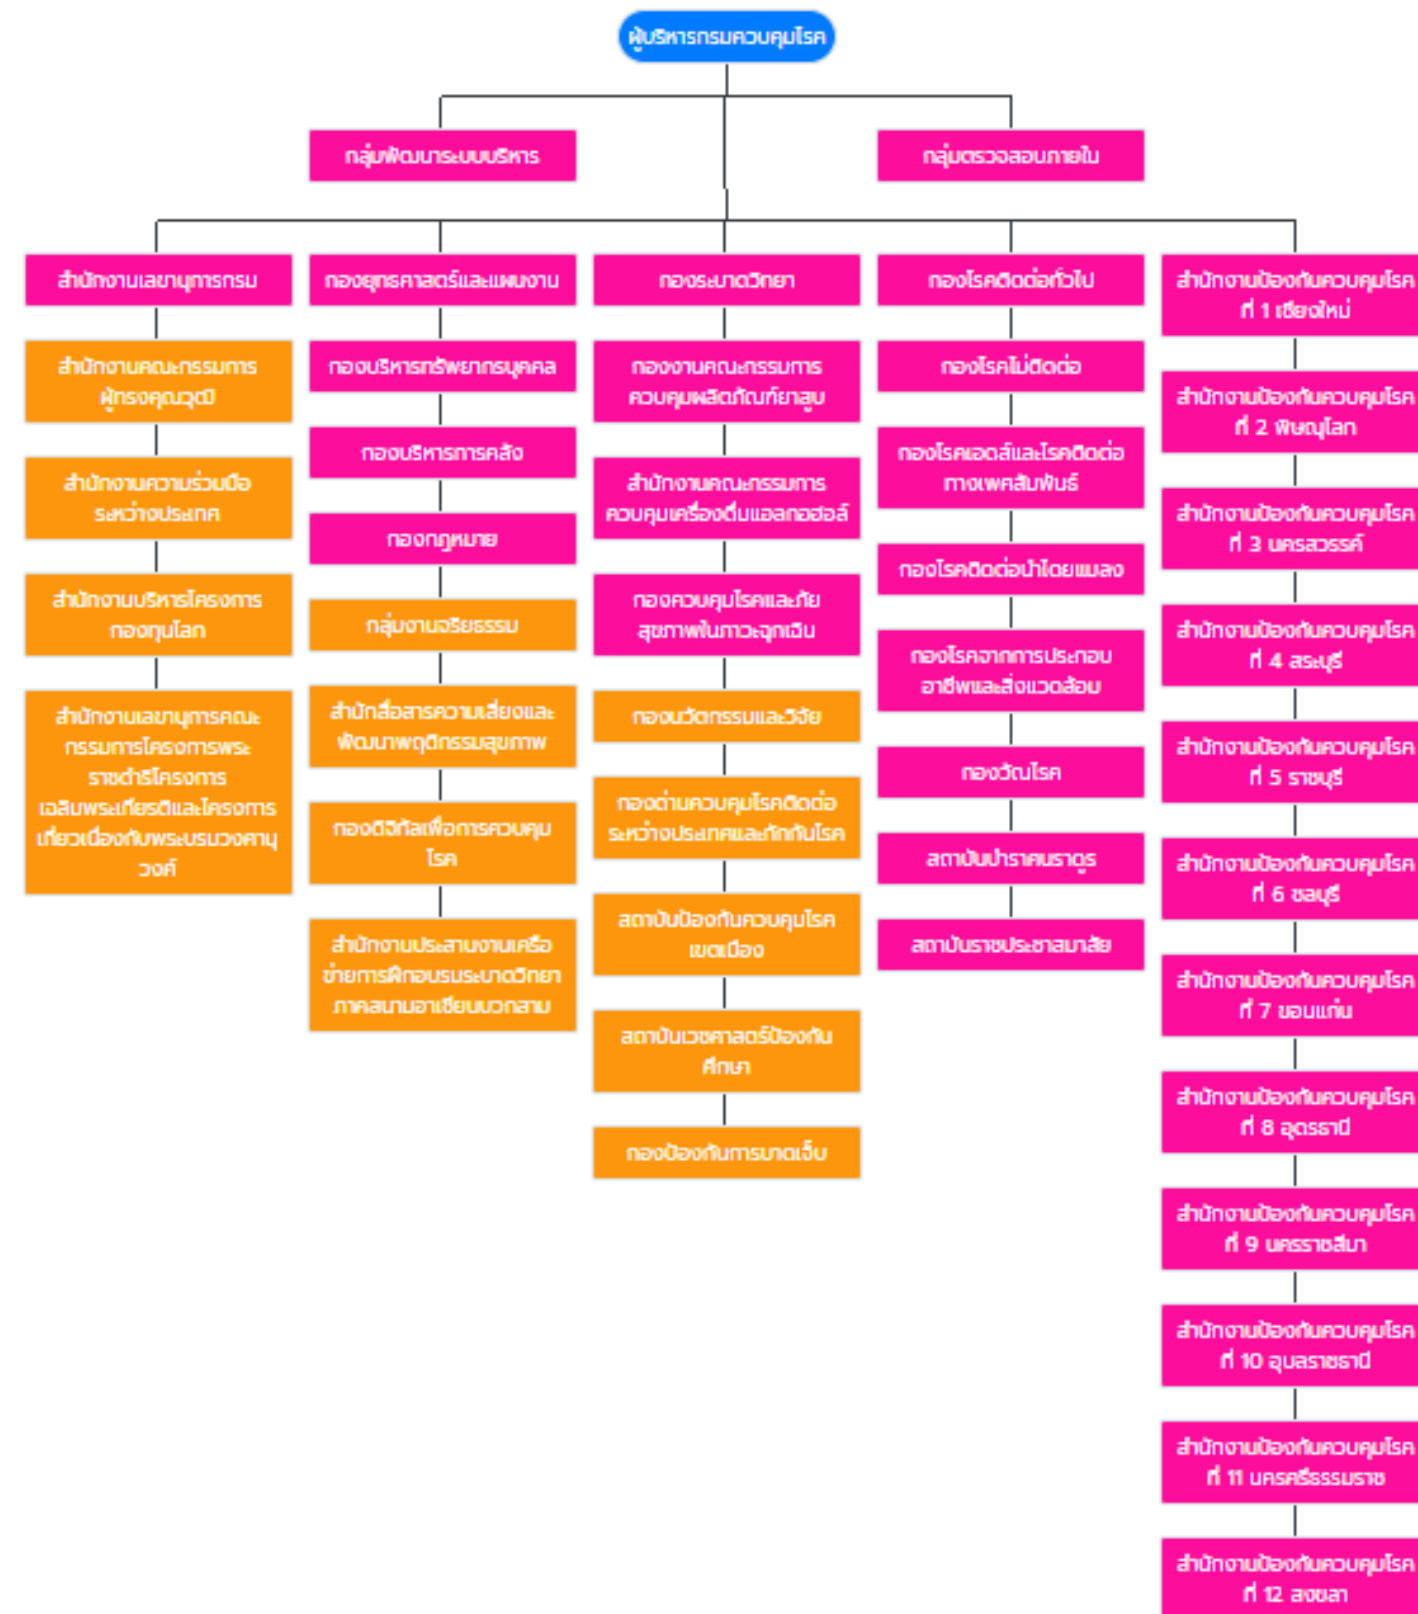 ผู้บริหารกรมควบคุมโรค
กลุ่มพัฒนาระบบบริหาร
กลุ่มตรวจสอบภายใน
สำนักงานเลขานุการกรม
สำนักงานคณะกรรมการ
ผู้ทรงคุณวุฒิ
สำนักงานความร่วมมือ
ระหว่างประเทศ
สำนักงานบริหารโครงการ
กองทุนโลก
สำนักงานเลขานุการคณะ
กรรมการโครงการพระ
ราชดำริโครงการ
เฉลิมพระเกียรติและโครงการ
เกี่ยวเนื่องกับพระบรมวงศานุ
วงศ์
กองยุทธศาสตร์และแผนงาน
กองบริหารทรัพยากรบุคคล
กองบริหารการคลัง
กองกฎหมาย
กลุ่มงานจริยธรรม
สำนักสื่อสารความเสี่ยงและ
พัฒนาพฤติกรรมสุขภาพ
กองดิจิทัลเพื่อการควบคุม
โรค
สำนักงานประสานงานเครือ
ข่ายการฝึกอบรมระบาดวิทยา
ภาคสนามอาเซียนบวกสาม
กองระบาดวิทยา
กองงานคณะกรรมการ
ควบคุมผลิตภัณฑ์ยาสูบ
สำนักงานคณะกรรมการ
ควบคุมเครื่องดื่มแอลกอฮอล์
กองควบคุมโรคและภัย
สุขภาพในภาวะฉุกเฉิน
กองนวัตกรรมและวิจัย
กองด่านควบคุมโรคติดต่อ
ระหว่างประเทศและกักกันโรค
สถาบันป้องกันควบคุมโรค
เขตเมือง
สถาบันเวชศาสตร์ป้องกัน
ศึกษา
กองป้องกันการบาดเจ็บ
กองโรคติดต่อทั่วไป
กองโรคไม่ติดต่อ
กองโรคเอดส์และโรคติดต่อ
ทางเพศสัมพันธ์
กองโรคติดต่อนำโดยแมลง
กองโรคจากการประกอบ
อาชีพและสิ่งแวดล้อม
กองวัณโรค
สถาบันบำราศนราดูร
สถาบันราชประชาสมาสัย
สำนักงานป้องกันควบคุมโรค
ที่ 1 เชียงใหม่
สำนักงานป้องกันควบคุมโรค
ที่ 2 พิษณุโลก
สำนักงานป้องกันควบคุมโรค
ที่ 3 นครสวรรค์
สำนักงานป้องกันควบคุมโรค
ที่ 4 สระบุรี
สำนักงานป้องกันควบคุมโรค
ที่ 5 ราชบุรี
สำนักงานป้องกันควบคุมโรค
ที่ 6 ชลบุรี
สำนักงานป้องกันควบคุมโรค
ที่ 7 ขอนแก่น
สำนักงานป้องกันควบคุมโรค
ที่ 8 อุดรธานี
สำนักงานป้องกันควบคุมโรค
ที่ 9 นครราชสีมา
สำนักงานป้องกันควบคุมโรค
ที่ 10 อุบลราชธานี
สำนักงานป้องกันควบคุมโรค
ที่ 11 นครศรีธรรมราช
สำนักงานป้องกันควบคุมโรค
ที่ 12 สงขลา